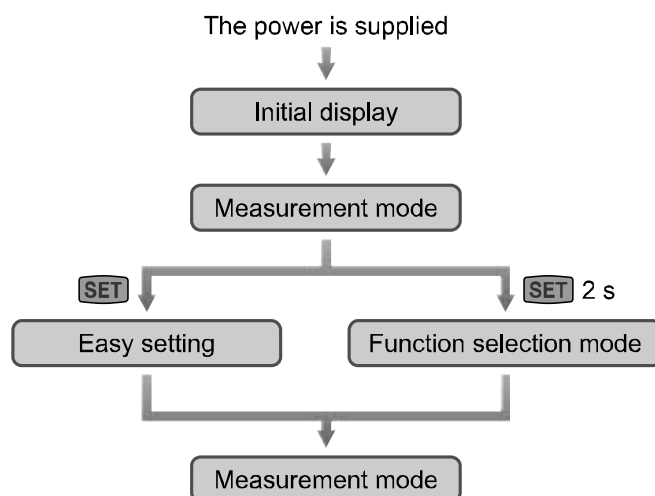 The power is supplied
Initial display
Measurement mode
SET
SET 2 s
Easy setting
Function selection mode
Measurement mode